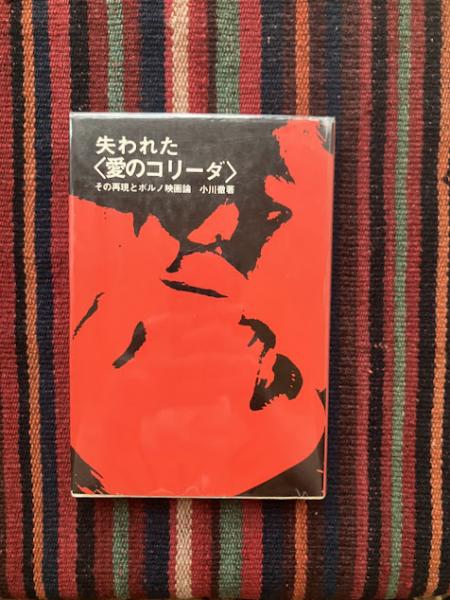 失われた
〈愛のコリーダ〉
その再現とポルノ映画論　小川徹著